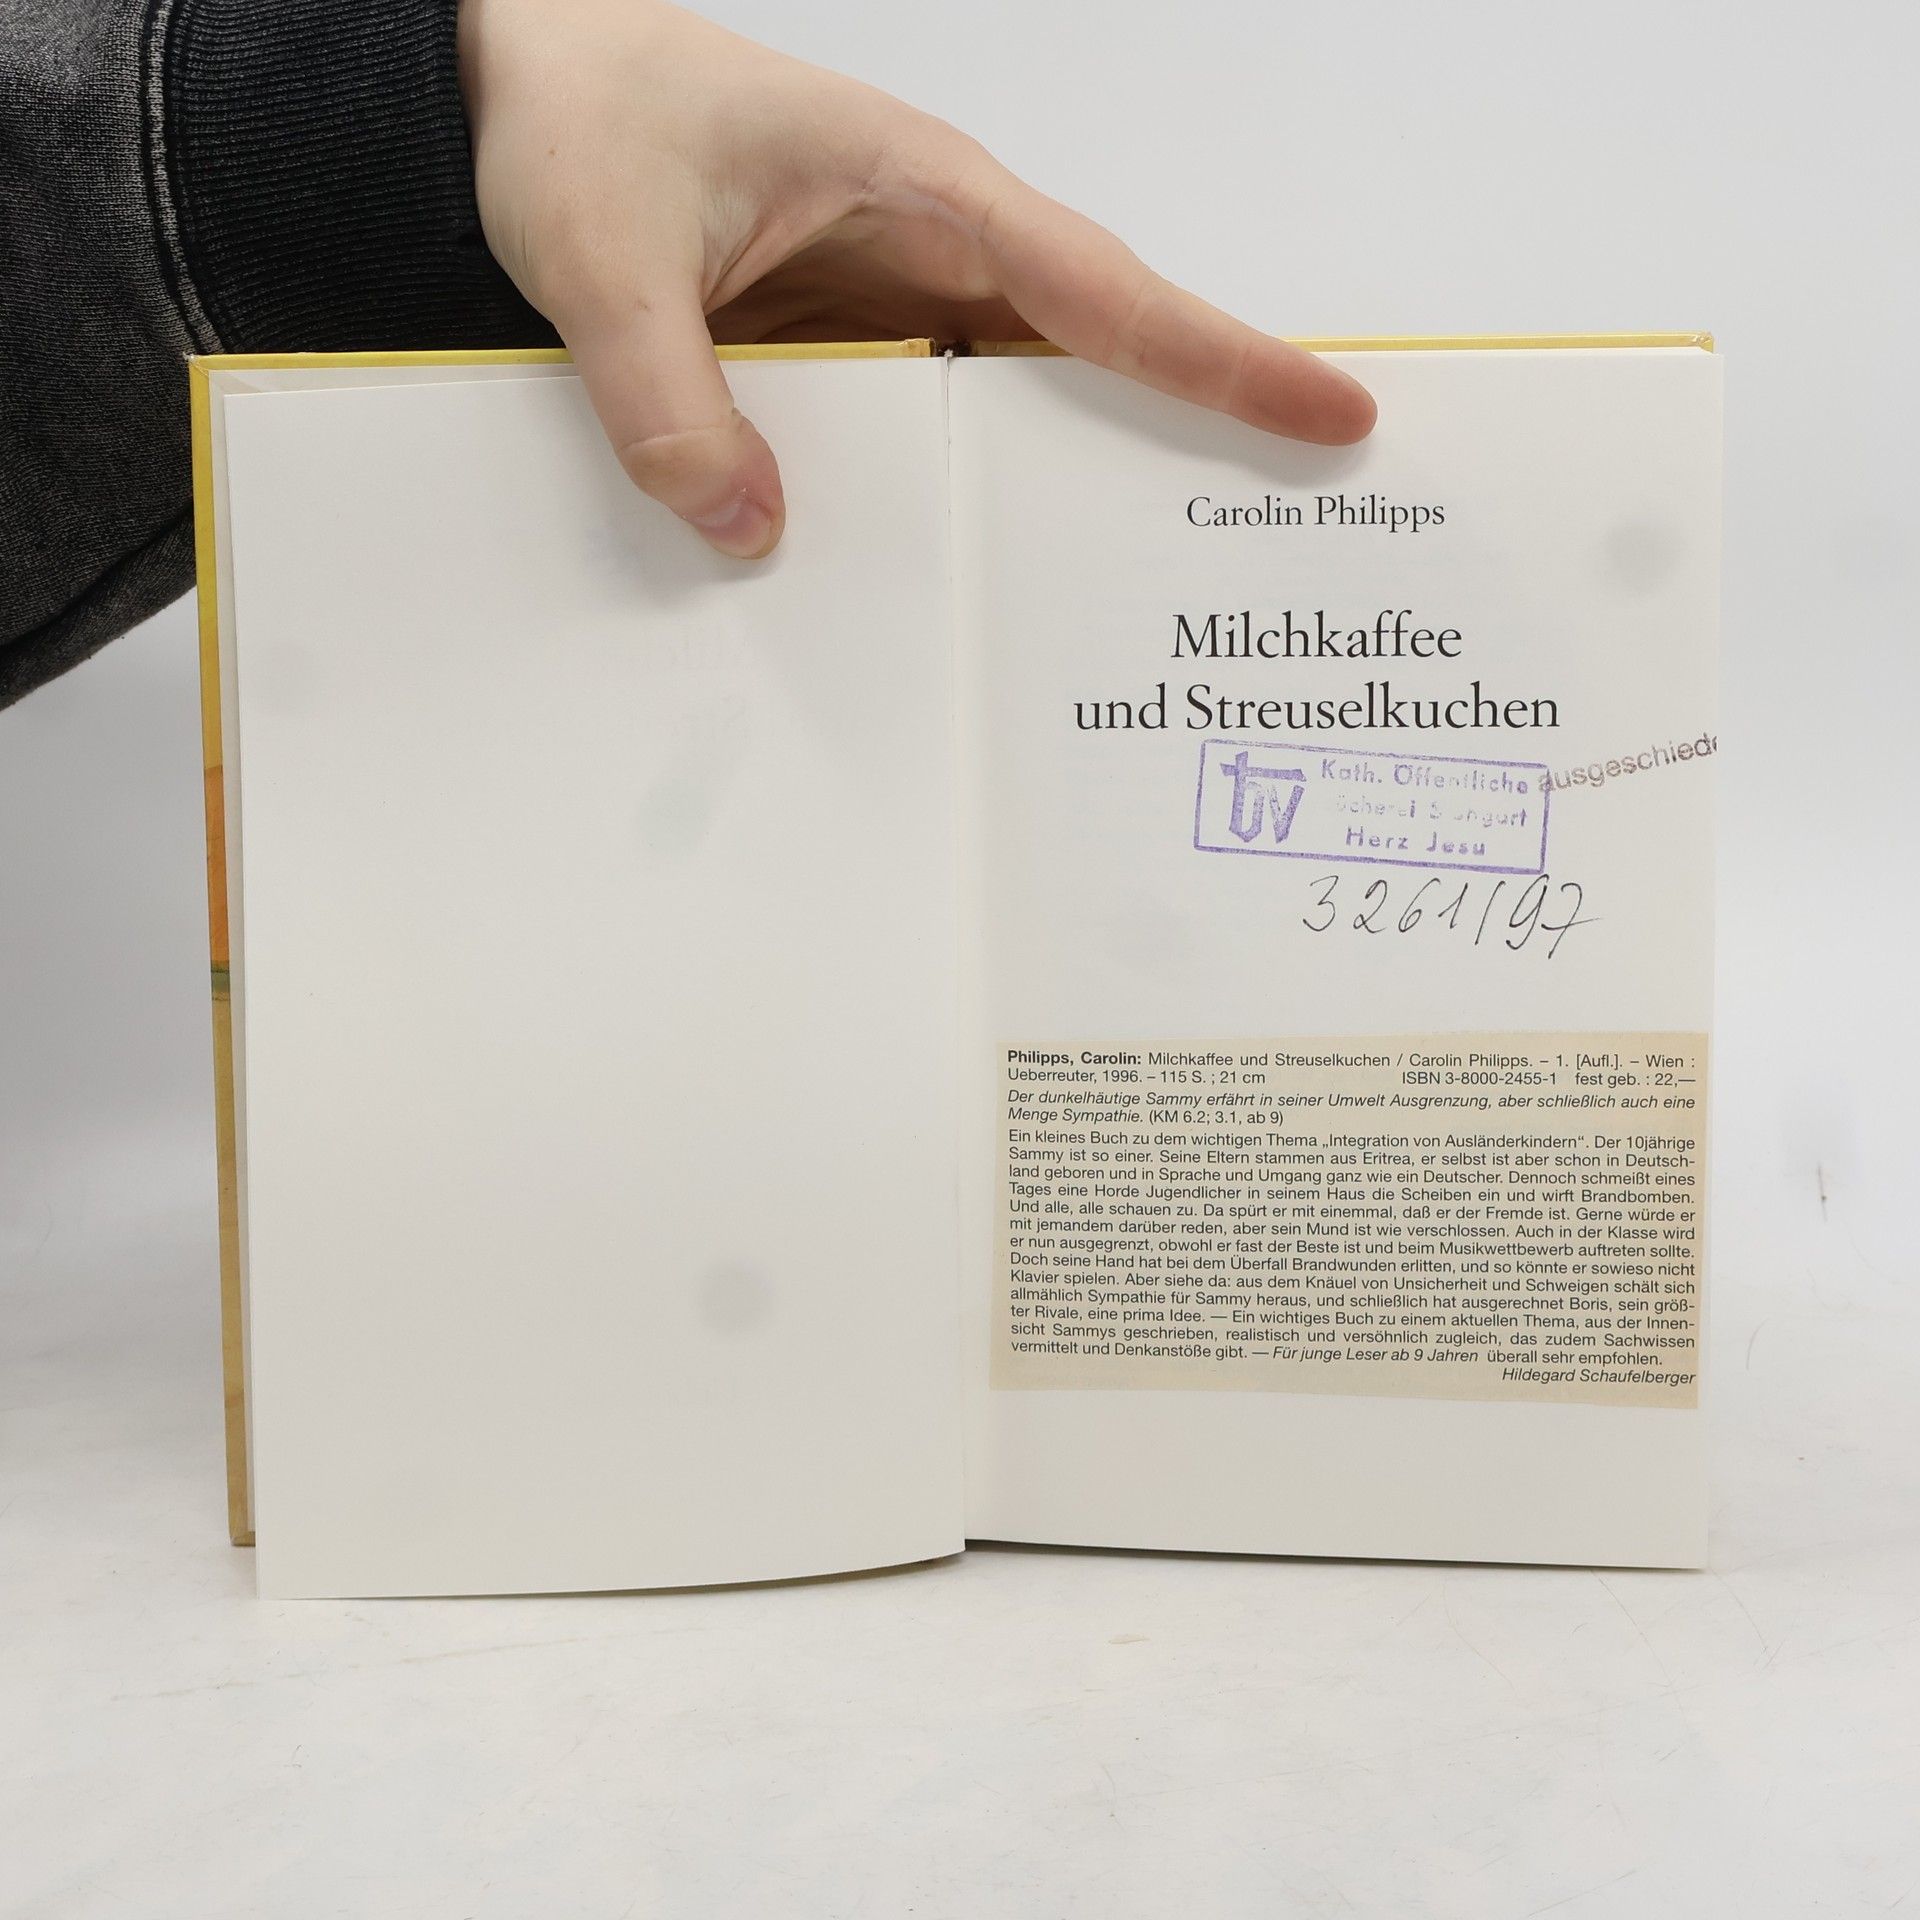 Carolin Philipps
Milchkaffee
und Streuselkuchen
Kath. Öffentliche
Herz Jesu
3261/97
Philipps, Carolin: Milchkaffee und Streuselkuchen / Carolin Philipps. – 1. [Aufl.]. – Wien :
Ueberreuter, 1996. – 115 S. ; 21 cm ISBN 3-8000-2455-1 fest geb. : 22,—
Der dunkelhäutige Sammy erfährt in seiner Umwelt Ausgrenzung, aber schließlich auch eine
Menge Sympathie. (KM 6.2; 3.1, ab 9)
Ein kleines Buch zu dem wichtigen Thema „Integration von Ausländerkindern“. Der 10jährige
Sammy ist so einer. Seine Eltern stammen aus Eritrea, er selbst ist aber schon in Deutsch-
land geboren und in Sprache und Umgang ganz wie ein Deutscher. Dennoch schmeißt eines
Tages eine Horde Jugendlicher in seinem Haus die Scheiben ein und wirft Brandbomben.
Und alle, alle schauen zu. Da spürt er mit einemmal, daß er der Fremde ist. Gerne würde er
mit jemandem darüber reden, aber sein Mund ist wie verschlossen. Auch in der Klasse wird
er nun ausgegrenzt, obwohl er fast der Beste ist und beim Musikwettbewerb auftreten sollte.
Doch seine Hand hat bei dem Überfall Brandwunden erlitten, und so könnte er sowieso nicht
Klavier spielen. Aber siehe da: aus dem Knäuel von Unsicherheit und Schweigen schält sich
allmählich Sympathie für Sammy heraus, und schließlich hat ausgerechnet Boris, sein größ-
ter Rivale, eine prima Idee. — Ein wichtiges Buch zu einem aktuellen Thema, aus der Innen-
sicht Sammys geschrieben, realistisch und versöhnlich zugleich, das zudem Sachwissen
vermittelt und Denkanstöße gibt. — Für junge Leser ab 9 Jahren überall sehr empfohlen.
Hildegard Schaufelberger